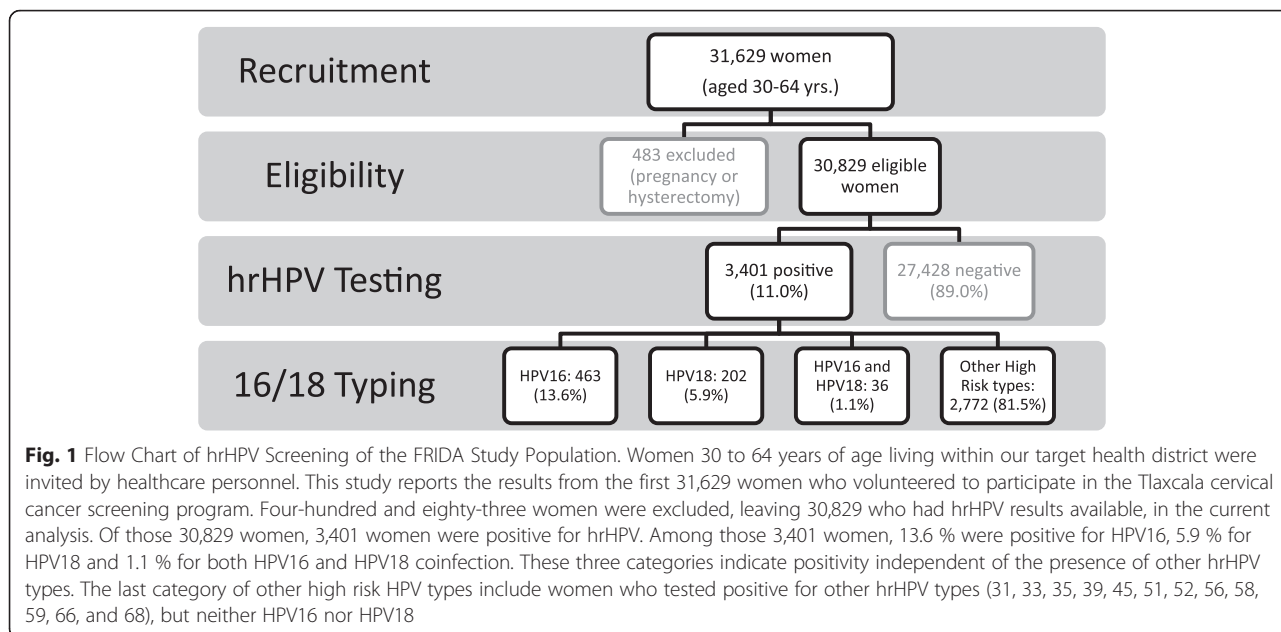 Recruitment
31,629 women
(aged 30-64 yrs.)
Eligibility
483 excluded
(pregnancy or
hysterectomy)
30,829 eligible
women
hrHPV Testing
3,401 positive
(11.0%)
27,428 negative
(89.0%)
16/18 Typing
HPV16: 463
(13.6%)
HPV18: 202
(5.9%)
HPV16 and
HPV18: 36
(1.1%)
Other High
Risk types:
2,772 (81.5%)
Fig. 1 Flow Chart of hrHPV Screening of the FRIDA Study Population. Women 30 to 64 years of age living within our target health district were
invited by healthcare personnel. This study reports the results from the first 31,629 women who volunteered to participate in the Tlaxcala cervical
cancer screening program. Four-hundred and eighty-three women were excluded, leaving 30,829 who had hrHPV results available, in the current
analysis. Of those 30,829 women, 3,401 women were positive for hrHPV. Among those 3,401 women, 13.6 % were positive for HPV16, 5.9 % for
HPV18 and 1.1 % for both HPV16 and HPV18 coinfection. These three categories indicate positivity independent of the presence of other hrHPV
types. The last category of other high risk HPV types include women who tested positive for other hrHPV types (31, 33, 35, 39, 45, 51, 52, 56, 58,
59, 66, and 68), but neither HPV16 nor HPV18